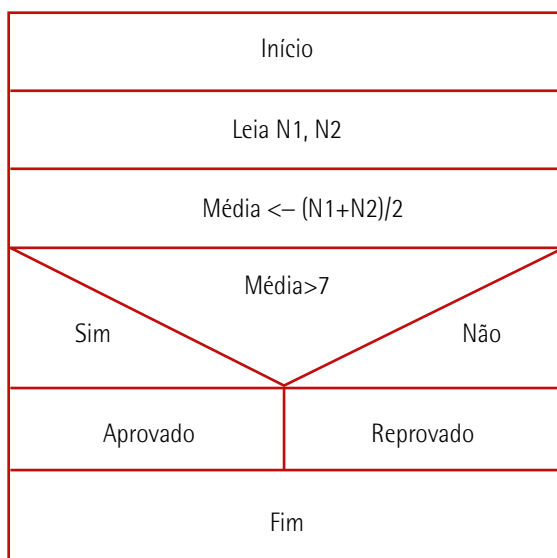 Início
Leia N1, N2
Média <– (N1+N2)/2
Média>7
Sim
Não
Aprovado
Reprovado
Fim